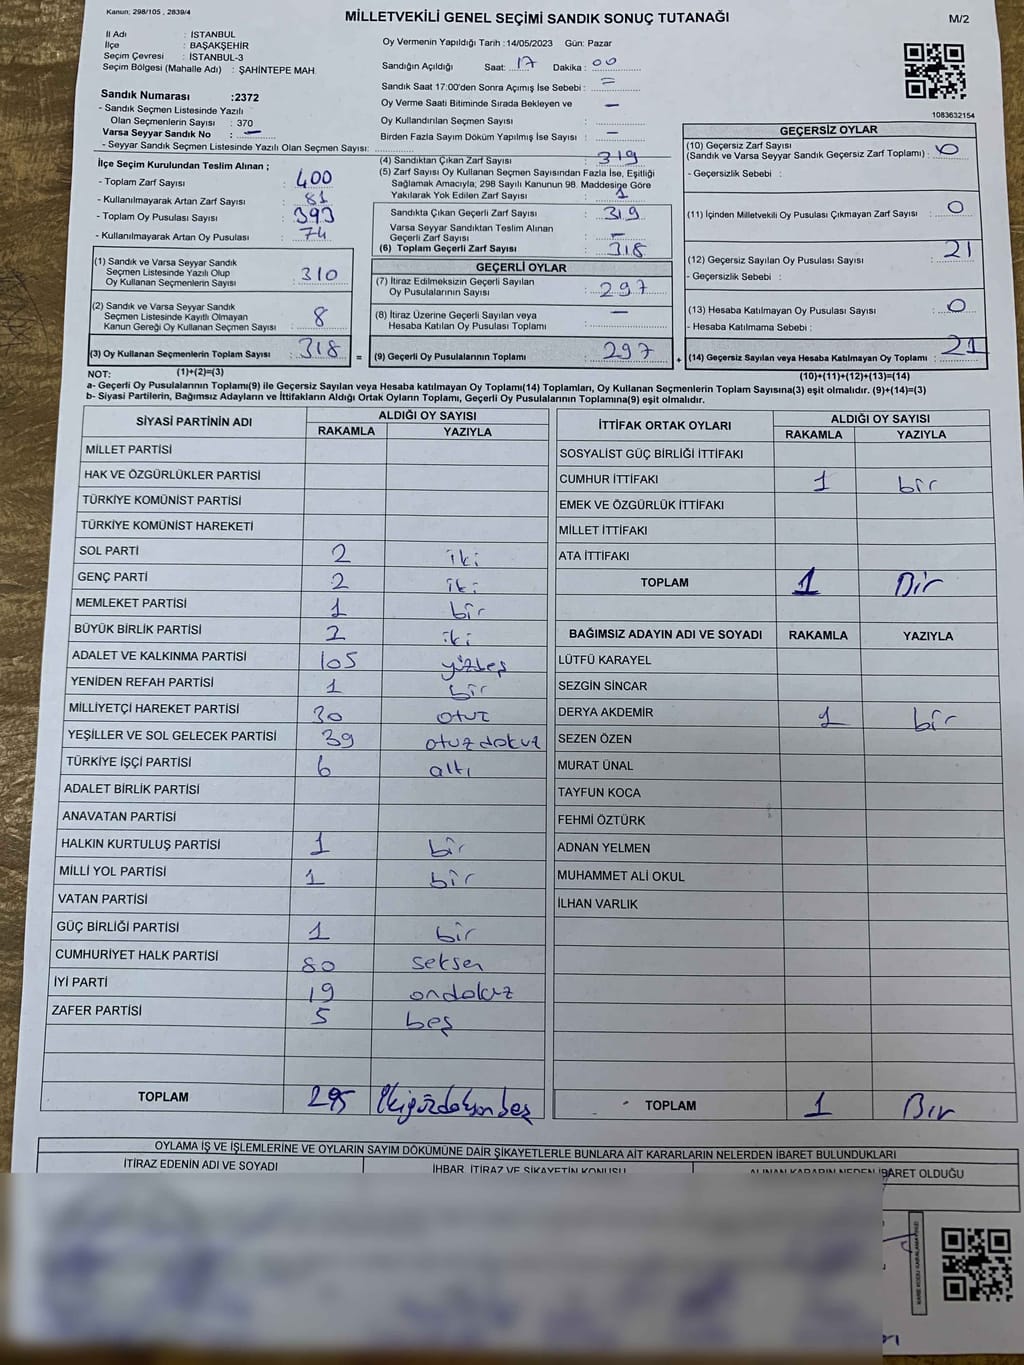 Kanun: 298/105 , 2839/4
MİLLETVEKİLİ GENEL SEÇİMİ SANDIK SONUÇ TUTANAĞI
M/2
İl Adı : İSTANBUL
İlçe : BAŞAKŞEHİR
Seçim Çevresi : İSTANBUL-3
Seçim Bölgesi (Mahalle Adı) : ŞAHİNTEPE MAH.
Oy Vermenin Yapıldığı Tarih :14/05/2023 Gün: Pazar
Sandığın Açıldığı Saat: 17 Dakika : 00
Sandık Saat 17:00'den Sonra Açımış İse Sebebi : =
Oy Verme Saati Bitiminde Sırada Bekleyen ve —
Oy Kullandırılan Seçmen Sayısı :
Birden Fazla Sayım Döküm Yapılmış İse Sayısı : —
1083632154
Sandık Numarası :2372
- Sandık Seçmen Listesinde Yazılı
Olan Seçmenlerin Sayısı : 370
Varsa Seyyar Sandık No : —
- Seyyar Sandık Seçmen Listesinde Yazılı Olan Seçmen Sayısı:
İlçe Seçim Kurulundan Teslim Alınan ;
- Toplam Zarf Sayısı : 400
- Kullanılmayarak Artan Zarf Sayısı : 81
- Toplam Oy Pusulası Sayısı : 393
- Kullanılmayarak Artan Oy Pusulası : 74
(1) Sandık ve Varsa Seyyar Sandık
Seçmen Listesinde Yazılı Olup
Oy Kullanan Seçmenlerin Sayısı : 310
(2) Sandık ve Varsa Seyyar Sandık
Seçmen Listesinde Kayıtlı Olmayan
Kanun Gereği Oy Kullanan Seçmen Sayısı : 8
(3) Oy Kullanan Seçmenlerin Toplam Sayısı : 318 =
(4) Sandıktan Çıkan Zarf Sayısı : 319
(5) Zarf Sayısı Oy Kullanan Seçmen Sayısından Fazla İse, Eşitliği
Sağlamak Amacıyla, 298 Sayılı Kanunun 98. Maddesine Göre
Yakılarak Yok Edilen Zarf Sayısı : 1
Sandıkta Çıkan Geçerli Zarf Sayısı : 319
Varsa Seyyar Sandıktan Teslim Alınan
Geçerli Zarf Sayısı : —
(6) Toplam Geçerli Zarf Sayısı : 318
GEÇERLİ OYLAR
(7) İtiraz Edilmeksizin Geçerli Sayılan
Oy Pusulalarının Sayısı : 297
(8) İtiraz Üzerine Geçerli Sayılan veya
Hesaba Katılan Oy Pusulası Toplamı : —
(9) Geçerli Oy Pusulalarının Toplamı : 297 +
GEÇERSİZ OYLAR
(10) Geçersiz Zarf Sayısı
(Sandık ve Varsa Seyyar Sandık Geçersiz Zarf Toplamı) : 0
- Geçersizlik Sebebi :
(11) İçinden Milletvekili Oy Pusulası Çıkmayan Zarf Sayısı : 0
(12) Geçersiz Sayılan Oy Pusulası Sayısı : 21
- Geçersizlik Sebebi :
(13) Hesaba Katılmayan Oy Pusulası Sayısı : 0
- Hesaba Katılmama Sebebi :
(14) Geçersiz Sayılan veya Hesaba Katılmayan Oy Toplamı : 21
NOT: (1)+(2)=(3) (10)+(11)+(12)+(13)=(14)
a- Geçerli Oy Pusulalarının Toplamı(9) ile Geçersiz Sayılan veya Hesaba katılmayan Oy Toplamı(14) Toplamları, Oy Kullanan Seçmenlerin Toplam Sayısına(3) eşit olmalıdır. (9)+(14)=(3)
b- Siyasi Partilerin, Bağımsız Adayların ve İttifakların Aldığı Ortak Oyların Toplamı, Geçerli Oy Pusulalarının Toplamına(9) eşit olmalıdır.
SİYASİ PARTİNİN ADI ALDIĞI OY SAYISI
RAKAMLA YAZIYLA
MİLLET PARTİSİ
HAK VE ÖZGÜRLÜKLER PARTİSİ
TÜRKİYE KOMÜNİST PARTİSİ
TÜRKİYE KOMÜNİST HAREKETİ
SOL PARTİ 2 iki
GENÇ PARTİ 2 iki
MEMLEKET PARTİSİ 1 bir
BÜYÜK BİRLİK PARTİSİ 2 iki
ADALET VE KALKINMA PARTİSİ 105 yüzbeş
YENİDEN REFAH PARTİSİ 1 bir
MİLLİYETÇİ HAREKET PARTİSİ 30 otuz
YEŞİLLER VE SOL GELECEK PARTİSİ 39 otuzdokuz
TÜRKİYE İŞÇİ PARTİSİ 6 altı
ADALET BİRLİK PARTİSİ
ANAVATAN PARTİSİ
HALKIN KURTULUŞ PARTİSİ 1 bir
MİLLİ YOL PARTİSİ 1 bir
VATAN PARTİSİ
GÜÇ BİRLİĞİ PARTİSİ 1 bir
CUMHURİYET HALK PARTİSİ 80 seksen
İYİ PARTİ 19 ondokuz
ZAFER PARTİSİ 5 beş
TOPLAM 295 ikiyüzdoksanbeş
İTTİFAK ORTAK OYLARI ALDIĞI OY SAYISI
RAKAMLA YAZIYLA
SOSYALİST GÜÇ BİRLİĞİ İTTİFAKI
CUMHUR İTTİFAKI 1 bir
EMEK VE ÖZGÜRLÜK İTTİFAKI
MİLLET İTTİFAKI
ATA İTTİFAKI
TOPLAM 1 Bir
BAĞIMSIZ ADAYIN ADI VE SOYADI RAKAMLA YAZIYLA
LÜTFÜ KARAYEL
SEZGİN SİNCAR
DERYA AKDEMİR 1 bir
SEZEN ÖZEN
MURAT ÜNAL
TAYFUN KOCA
FEHMİ ÖZTÜRK
ADNAN YELMEN
MUHAMMET ALİ OKUL
İLHAN VARLIK
TOPLAM 1 Bir
OYLAMA İŞ VE İŞLEMLERİNE VE OYLARIN SAYIM DÖKÜMÜNE DAİR ŞİKAYETLERLE BUNLARA AİT KARARLARIN NELERDEN İBARET BULUNDUKLARI
İTİRAZ EDENİN ADI VE SOYADI İHBAR, İTİRAZ VE ŞİKAYETİN KONUSU ALINAN KARARIN NEDEN İBARET OLDUĞU